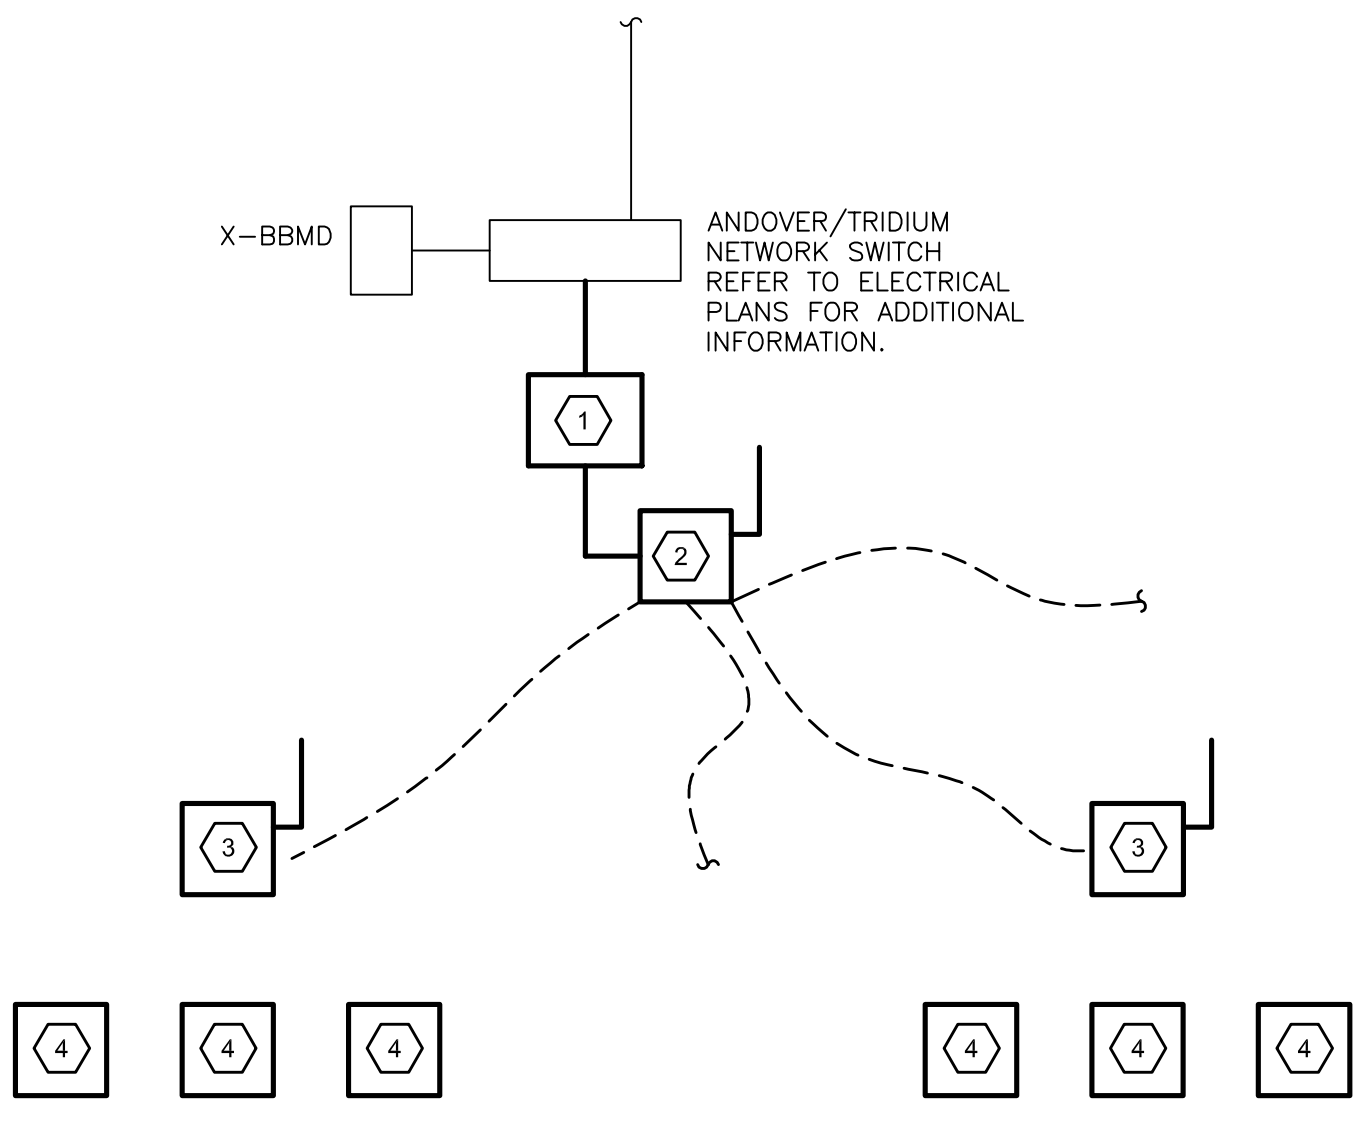 X-BBMD
ANDOVER/TRIDIUM
NETWORK SWITCH
REFER TO ELECTRICAL
PLANS FOR ADDITIONAL
INFORMATION.
1
2
3
3
4
4
4
4
4
4